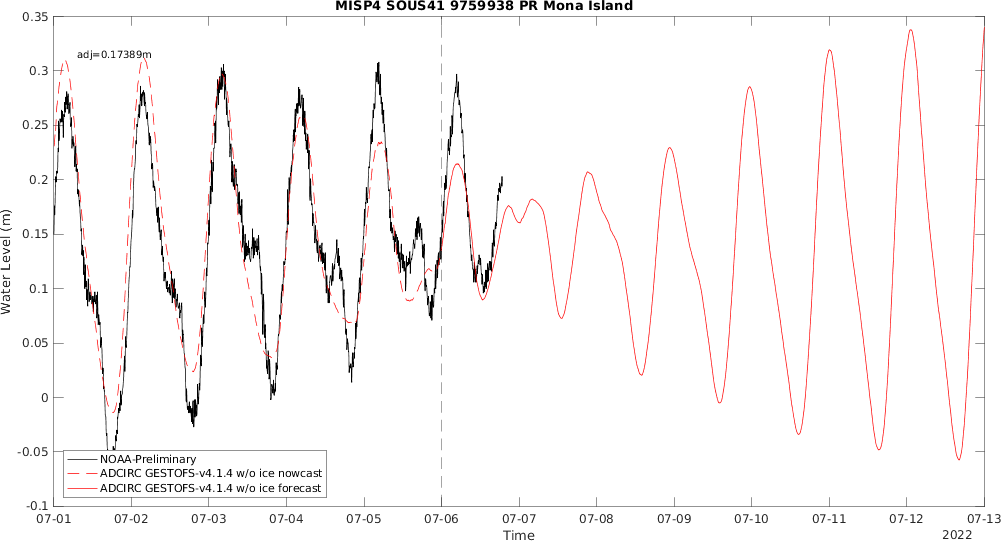 MISP4 SOUS41 9759938 PR Mona Island
adj=0.17389m
0.35
0.3
0.25
0.2
0.15
0.1
0.05
0
-0.05
-0.1
Water Level (m)
NOAA-Preliminary
ADCIRC GESTOFS-v4.1.4 w/o ice nowcast
ADCIRC GESTOFS-v4.1.4 w/o ice forecast
07-01 07-02 07-03 07-04 07-05 07-06 07-07 07-08 07-09 07-10 07-11 07-12 07-13
Time
2022